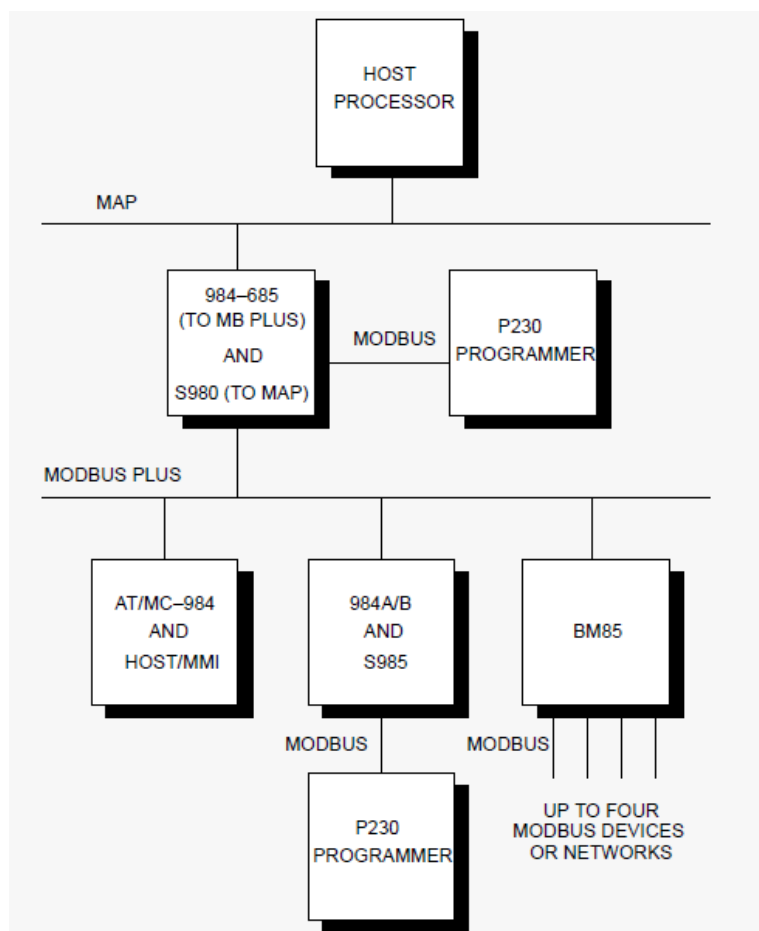 HOST
PROCESSOR
MAP
984–685
(TO MB PLUS)
AND
S980 (TO MAP)
MODBUS
P230
PROGRAMMER
MODBUS PLUS
AT/MC–984
AND
HOST/MMI
984A/B
AND
S985
BM85
MODBUS
MODBUS
P230
PROGRAMMER
UP TO FOUR
MODBUS DEVICES
OR NETWORKS